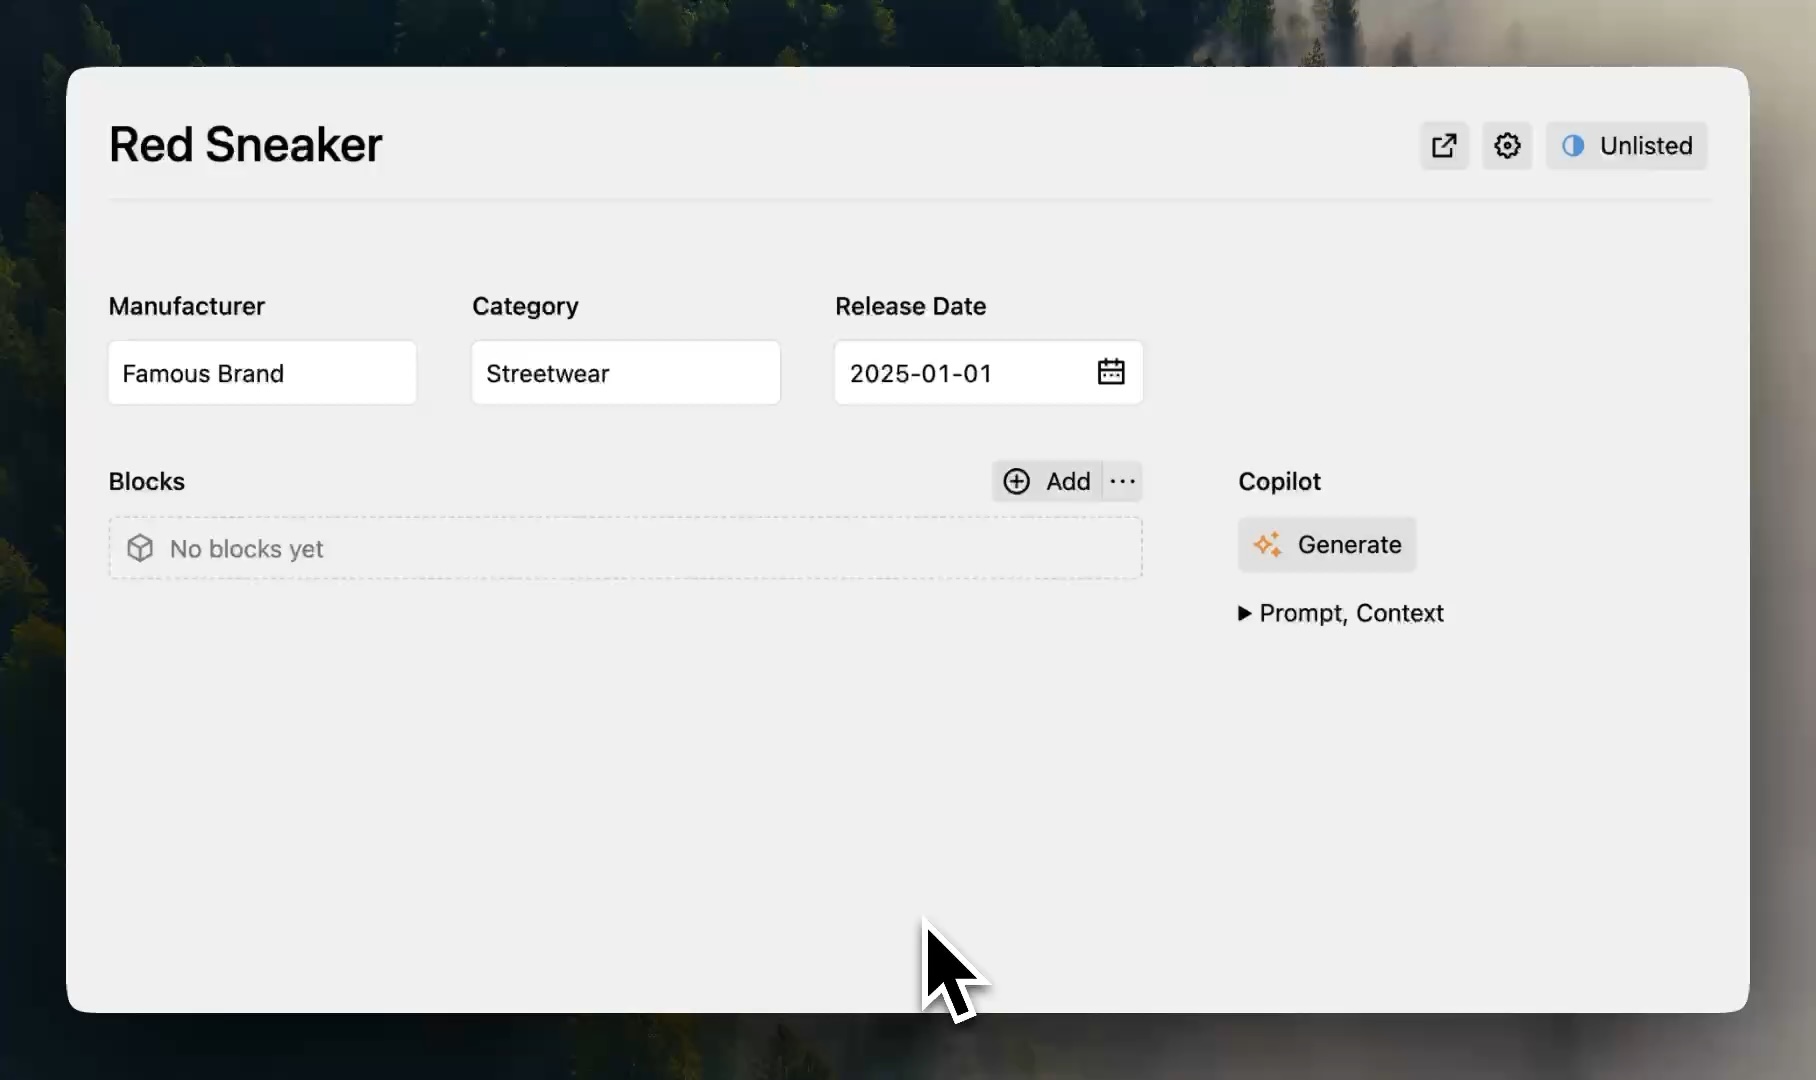 Red Sneaker
Unlisted
Manufacturer
Category
Release Date
Famous Brand
Streetwear
2025-01-01
Blocks
Add
Copilot
No blocks yet
Generate
Prompt, Context